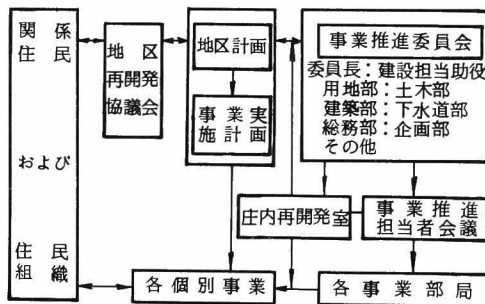 関係
住民
および
住民
組織
地区
再開発
協議会
地区計画
事業実
施計画
事業推進委員会
委員長：建設担当助役
用地部：土木部
建築部：下水道部
総務部：企画部
その他
庄内再開発室
事業推進
担当者会議
各個別事業
各事業部局